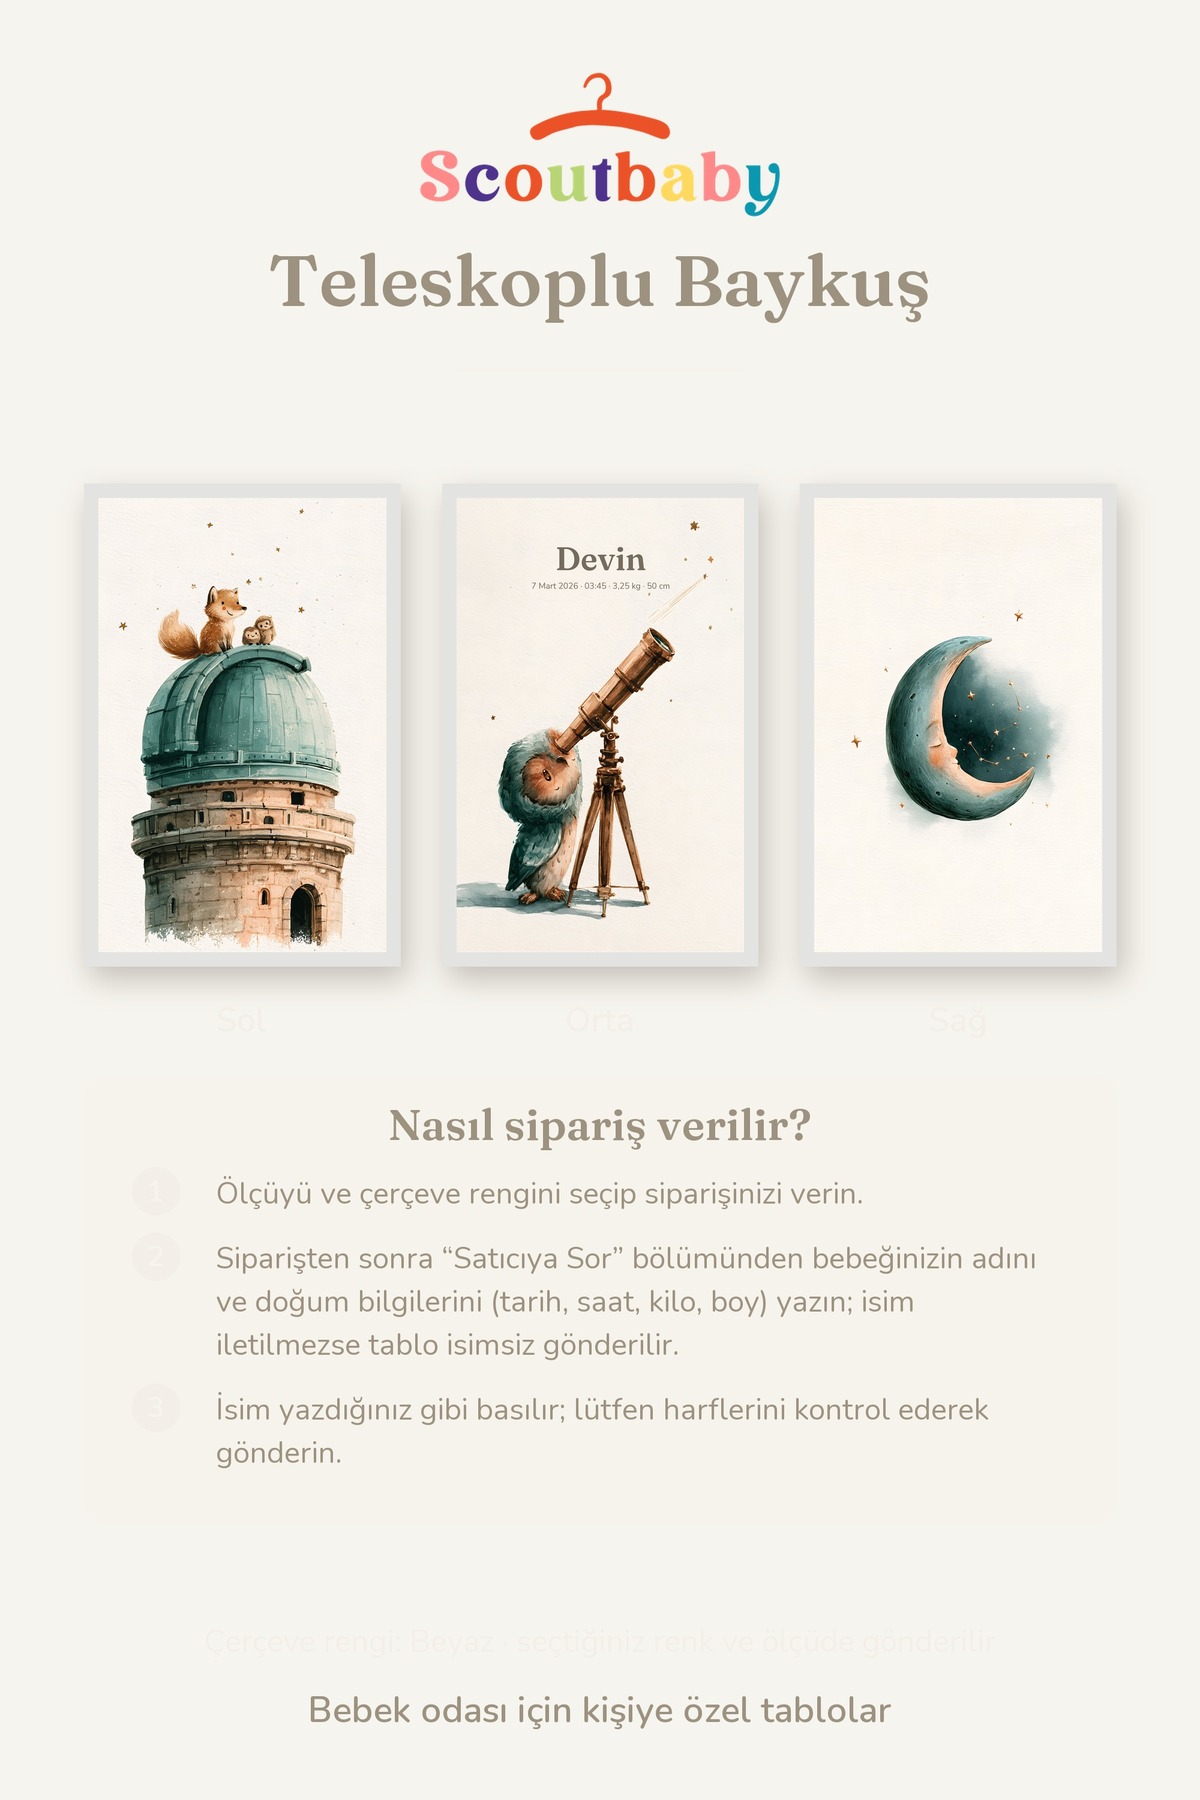 Scoutbaby
Teleskoplu Baykuş
Devin
7 Mart 2026 · 03:45 · 3,25 kg · 50 cm
Sol
Orta
Sağ
Nasıl sipariş verilir?
1
Ölçüyü ve çerçeve rengini seçip siparişinizi verin.
2
Siparişten sonra “Satıcıya Sor” bölümünden bebeğinizin adını
ve doğum bilgilerini (tarih, saat, kilo, boy) yazın; isim
iletilmezse tablo isimsiz gönderilir.
3
İsim yazdığınız gibi basılır; lütfen harflerini kontrol ederek
gönderin.
Çerçeve rengi: Beyaz · seçtiğiniz renk ve ölçüde gönderilir
Bebek odası için kişiye özel tablolar